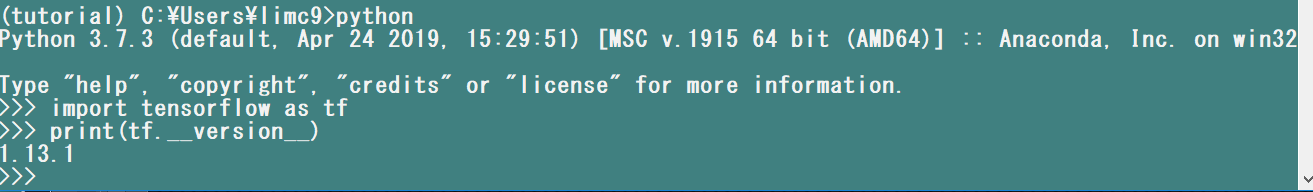 (tutorial) C:¥Users¥limc9>python
Python 3.7.3 (default, Apr 24 2019, 15:29:51) [MSC v.1915 64 bit (AMD64)] :: Anaconda, Inc. on win32
Type "help", "copyright", "credits" or "license" for more information.
>>> import tensorflow as tf
>>> print(tf.__version__)
1.13.1
>>>